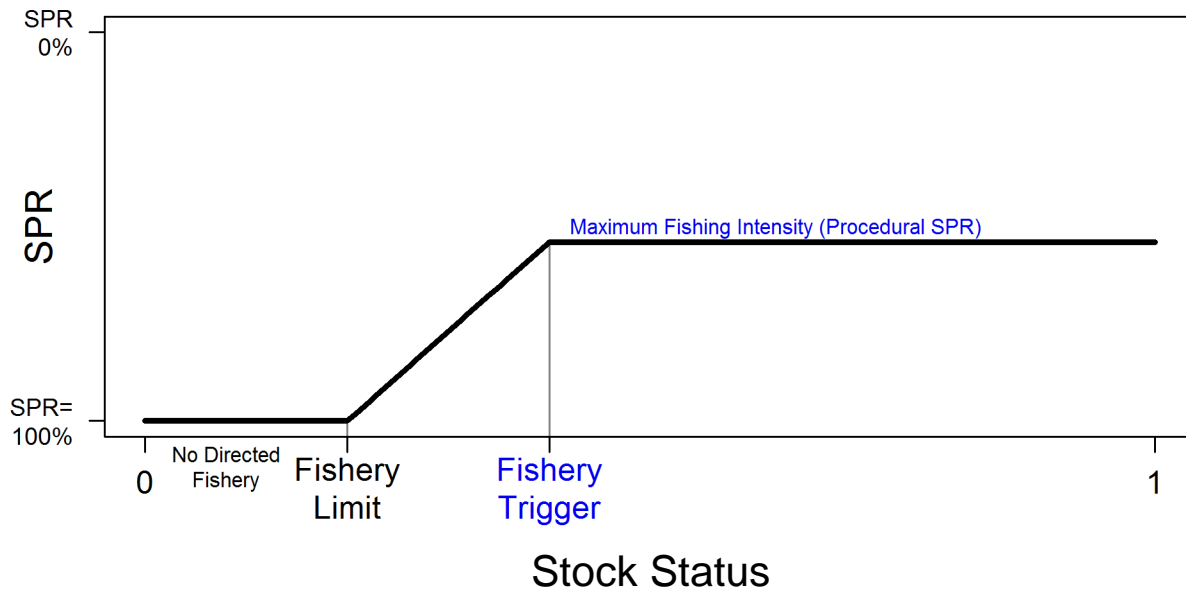 SPR
0%
SPR
Maximum Fishing Intensity (Procedural SPR)
SPR=
100%
No Directed
Fishery
0
Fishery
Limit
Fishery
Trigger
1
Stock Status